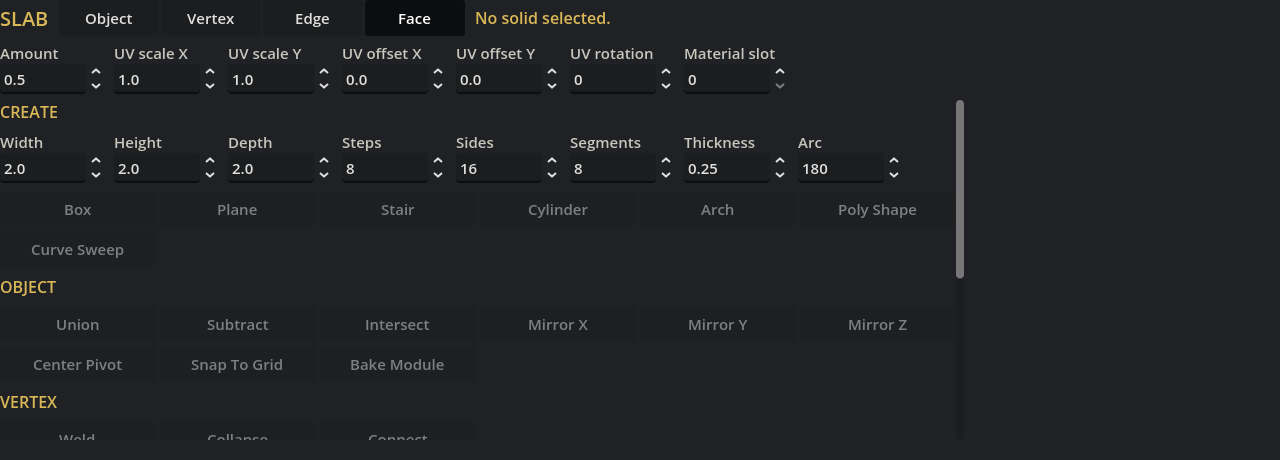 SLAB Object Vertex Edge Face No solid selected.
Amount UV scale X UV scale Y UV offset X UV offset Y UV rotation Material slot
0.5 1.0 1.0 0.0 0.0 0 0
CREATE
Width Height Depth Steps Sides Segments Thickness Arc
2.0 2.0 2.0 8 16 8 0.25 180
Box Plane Stair Cylinder Arch Poly Shape
Curve Sweep
OBJECT
Union Subtract Intersect Mirror X Mirror Y Mirror Z
Center Pivot Snap To Grid Bake Module
VERTEX
Weld Collapse Connect